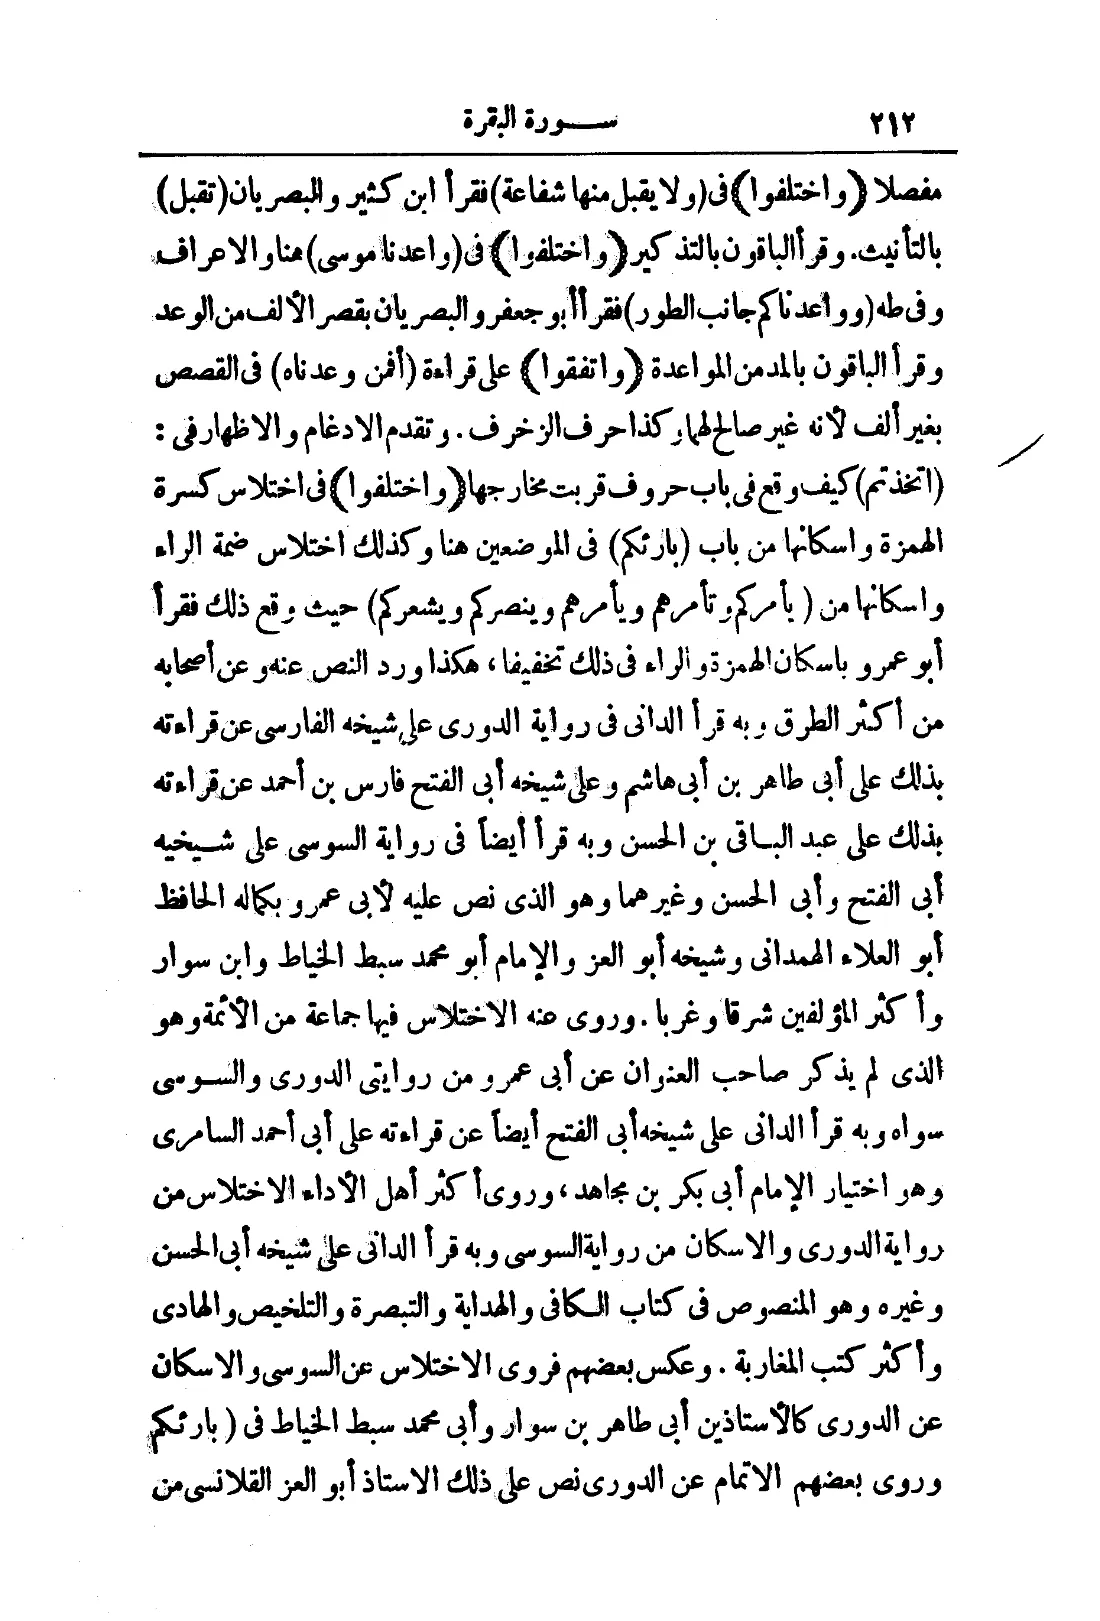 ٢١٢
سورة البقرة
مفصلا (واختلفوا) فى (ولا يقبل منها شفاعة) فقرأ ابن كثير والبصريان (تقبل)
بالتأنيث. وقرأ الباقون بالتذكير (واختلفوا) فى (واعدنا موسى) هنا والاعراف
وفى طه (وواعدناكم جانب الطور) فقرأ أبو جعفر والبصريان بقصر الألف من الوعد
وقرأ الباقون بالمد من المواعدة (واتفقوا) على قراءة (أفمن وعدناه) فى القصص
بغير ألف لأنه غير صالح لهما وكذا حرف الزخرف . وتقدم الادغام والاظهار فى :
(اتخذتم) كيف وقع فى باب حروف قربت مخارجها (واختلفوا) فى اختلاس كسرة
الهمزة واسكانها من باب (بارئكم) فى الموضعين هنا وكذلك اختلاس ضمة الراء
واسكانها من (يأمركم وتأمرهم ويأمرهم وينصركم ويشعركم) حيث وقع ذلك فقرأ
أبو عمرو باسكان الهمزة والراء فى ذلك تخفيفا ، هكذا ورد النص عنه وعن أصحابه
من أكثر الطرق وبه قرأ الدانى فى رواية الدورى على شيخه الفارسى عن قراءته
بذلك على أبى طاهر بن أبى هاشم وعلى شيخه أبى الفتح فارس بن أحمد عن قراءته
بذلك على عبد الباقى بن الحسن وبه قرأ أيضاً فى رواية السوسى على شيخيه
أبى الفتح وأبى الحسن وغيرهما وهو الذى نص عليه لأبى عمرو بكماله الحافظ
أبو العلاء الهمدانى وشيخه أبو العز والإمام أبو محمد سبط الخياط وابن سوار
وأكثر المؤلفين شرقا وغربا . وروى عنه الاختلاس فيها جماعة من الأئمة وهو
الذى لم يذكر صاحب العنوان عن أبى عمرو من روايتى الدورى والسوسى
سواه وبه قرأ الدانى على شيخه أبى الفتح أيضاً عن قراءته على أبى أحمد السامرى
وهو اختيار الإمام أبى بكر بن مجاهد ، وروى أكثر أهل الأداء الاختلاس من
رواية الدورى والاسكان من رواية السوسى وبه قرأ الدانى على شيخه أبى الحسن
وغيره وهو المنصوص فى كتاب الكافى والهداية والتبصرة والتلخيص والهادى
وأكثر كتب المغاربة . وعكس بعضهم فروى الاختلاس عن السوسى والاسكان
عن الدورى كالأستاذين أبى طاهر بن سوار وأبى محمد سبط الخياط فى (بارئكم
وروى بعضهم الاتمام عن الدورى نص على ذلك الاستاذ أبو العز القلانسى من